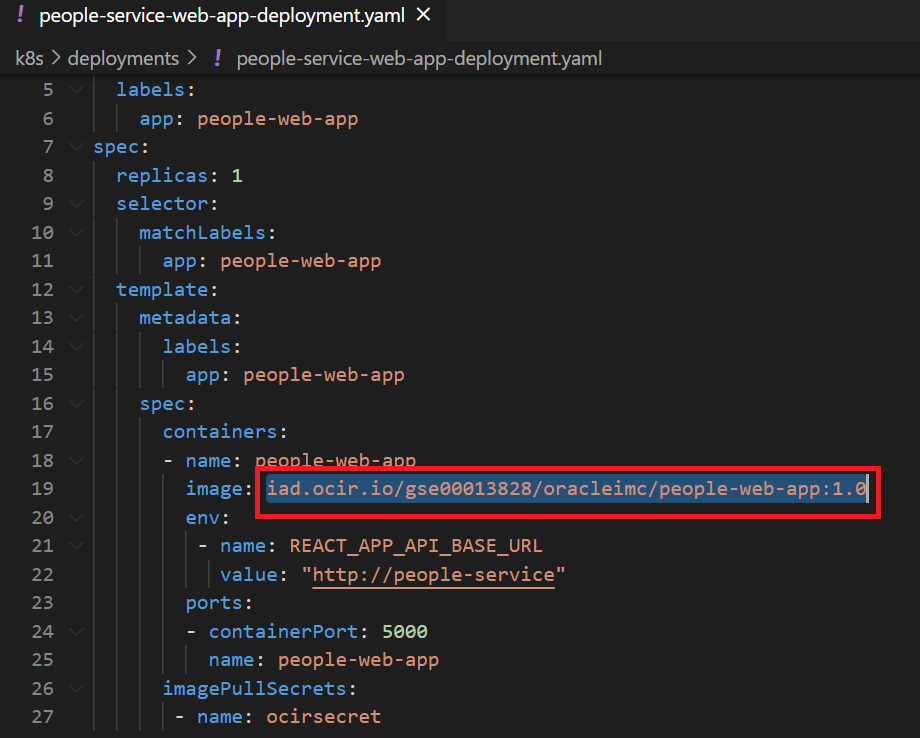 ! people-service-web-app-deployment.yaml ×
k8s > deployments > ! people-service-web-app-deployment.yaml
5 labels:
6 app: people-web-app
7 spec:
8 replicas: 1
9 selector:
10 matchLabels:
11 app: people-web-app
12 template:
13 metadata:
14 labels:
15 app: people-web-app
16 spec:
17 containers:
18 - name: people-web-app
19 image: iad.ocir.io/gse00013828/oracleimc/people-web-app:1.0
20 env:
21 - name: REACT_APP_API_BASE_URL
22 value: "http://people-service"
23 ports:
24 - containerPort: 5000
25 name: people-web-app
26 imagePullSecrets:
27 - name: ocirsecret